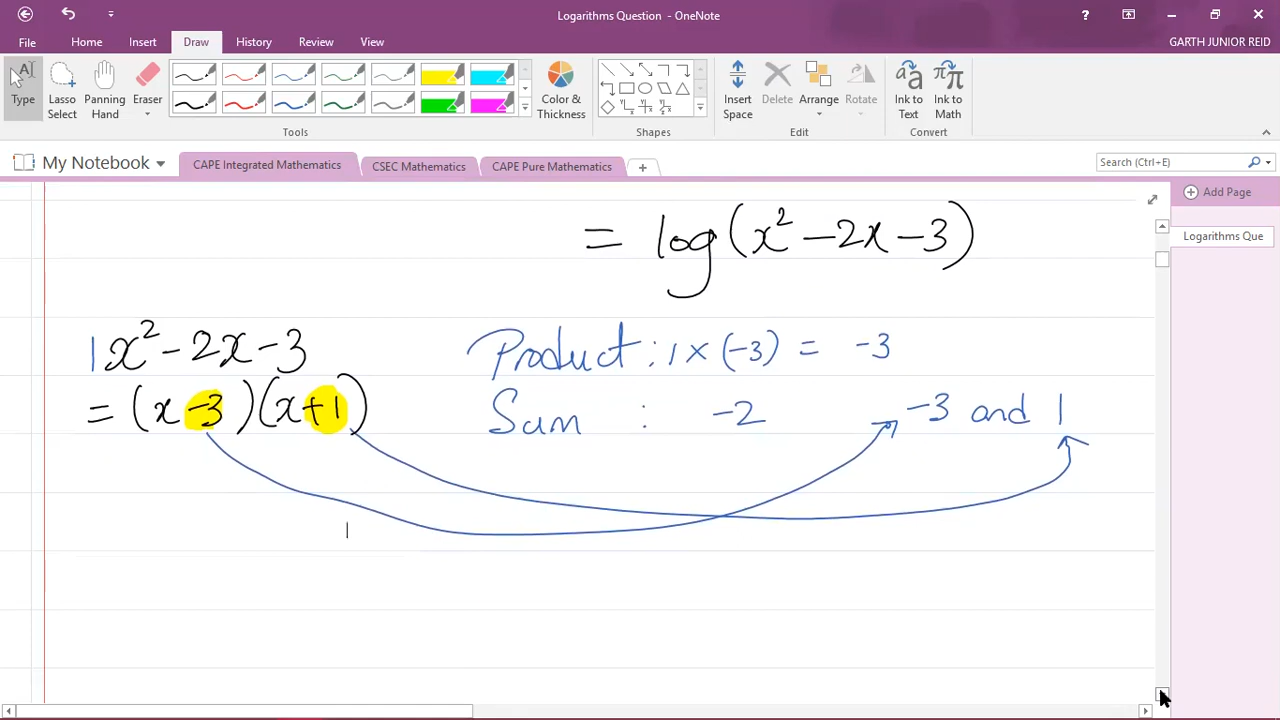 Logarithms Question - OneNote
File Home Insert Draw History Review View
GARTH JUNIOR REID
Type
Lasso Select
Panning Hand
Eraser
Color & Thickness
Insert Space
Delete
Arrange
Rotate
Ink to Text
Ink to Math
Tools
Shapes
Edit
Convert
My Notebook
CAPE Integrated Mathematics
CSEC Mathematics
CAPE Pure Mathematics
Search (Ctrl+E)
Add Page
Logarithms Que
= log(x² - 2x - 3)
1x² - 2x - 3
Product : 1 × (-3) = -3
= (x - 3)(x + 1)
Sum : -2 -3 and 1